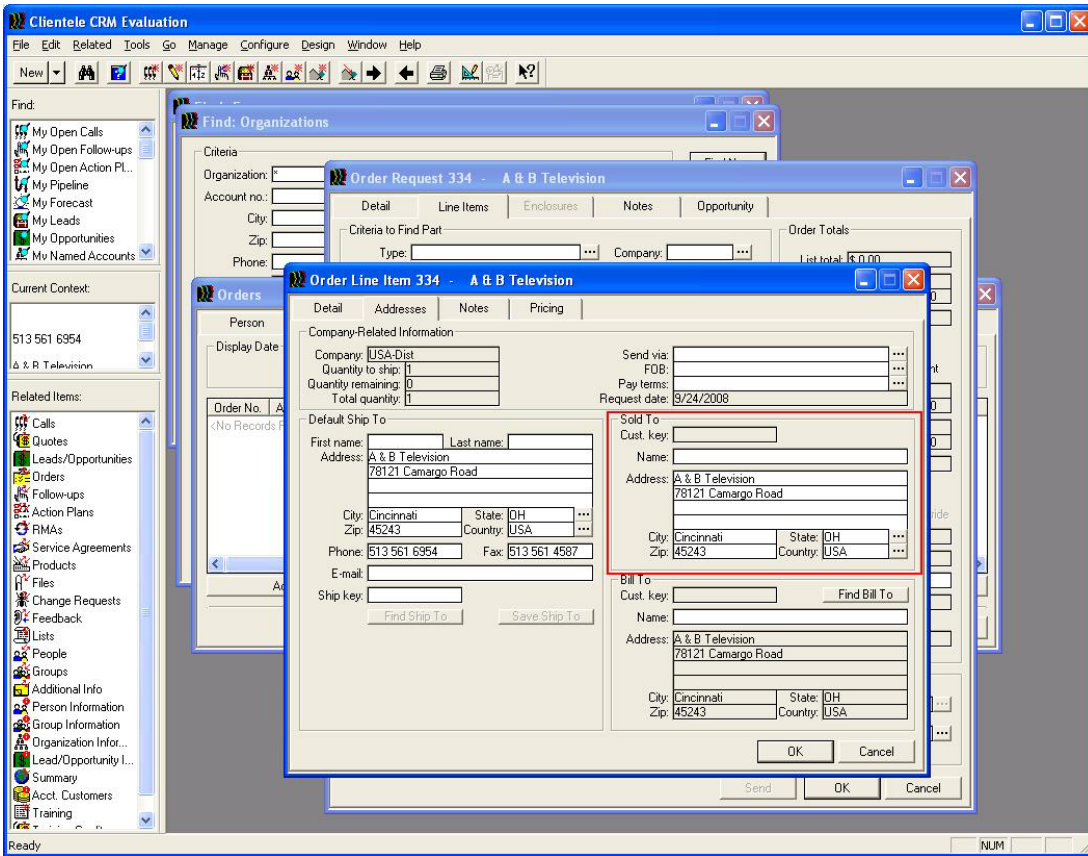 Clientele CRM Evaluation
File Edit Related Tools Go Manage Configure Design Window Help
New
Find:
My Open Calls
My Open Follow-ups
My Open Action Pl...
My Pipeline
My Forecast
My Leads
My Opportunities
My Named Accounts
Current Context:
513 561 6954
A & B Television
Related Items:
Calls
Quotes
Leads/Opportunities
Orders
Follow-ups
Action Plans
RMAs
Service Agreements
Products
Files
Change Requests
Feedback
Lists
People
Groups
Additional Info
Person Information
Group Information
Organization Infor...
Lead/Opportunity I...
Summary
Acct. Customers
Training
Find: Organizations
Criteria
Organization: *
Account no.:
City:
Zip:
Phone:
Orders
Person
Display Date
Order No.
<No Records
Order Request 334 - A & B Television
Detail Line Items Enclosures Notes Opportunity
Criteria to Find Part
Type: ... Company: ...
Order Totals
List total: $0.00
Order Line Item 334 - A & B Television
Detail Addresses Notes Pricing
Company-Related Information
Company: USA-Dist
Quantity to ship: 1
Quantity remaining: 0
Total quantity: 1
Send via: ...
FOB: ...
Pay terms: ...
Request date: 9/24/2008
Default Ship To
First name: Last name:
Address: A & B Television
78121 Camargo Road
City: Cincinnati State: OH ...
Zip: 45243 Country: USA ...
Phone: 513 561 6954 Fax: 513 561 4587
E-mail:
Ship key:
Find Ship To Save Ship To
Sold To
Cust. key:
Name:
Address: A & B Television
78121 Camargo Road
City: Cincinnati State: OH ...
Zip: 45243 Country: USA ...
Bill To
Cust. key: Find Bill To
Name:
Address: A & B Television
78121 Camargo Road
City: Cincinnati State: OH
Zip: 45243 Country: USA
OK Cancel
Send OK Cancel
Ready NUM